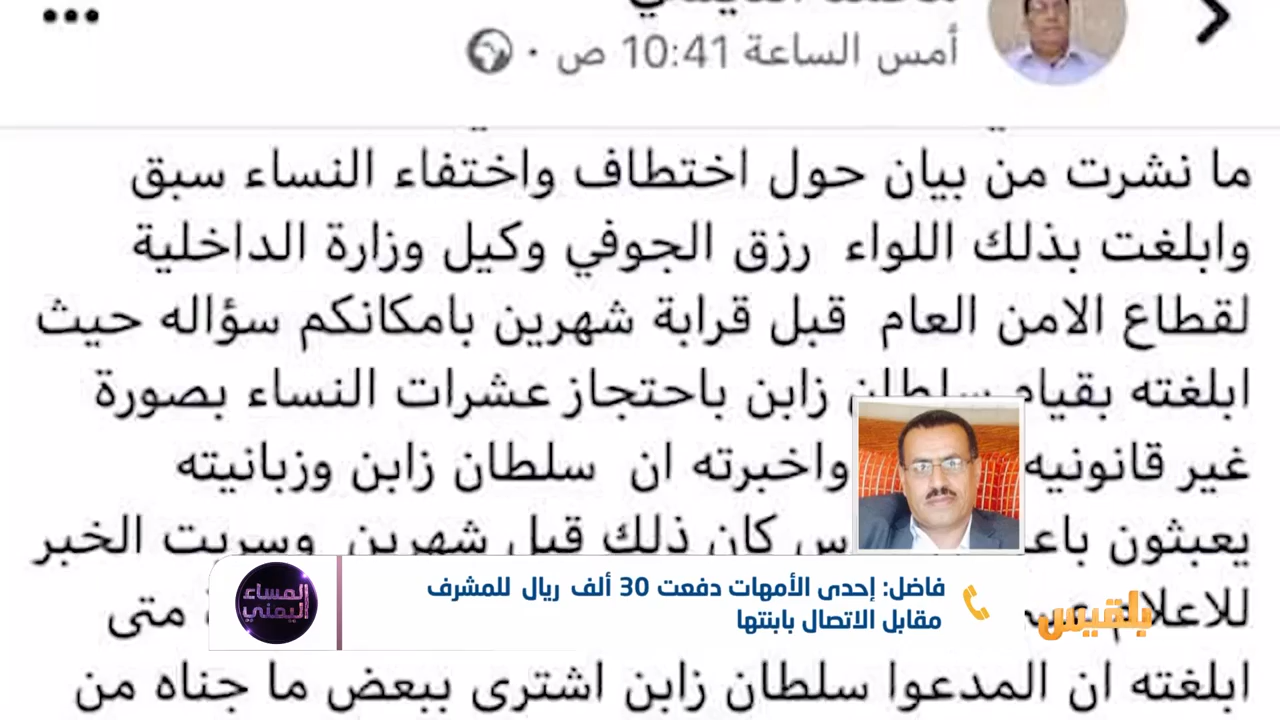 أمس الساعة 10:41 ص
ما نشرت من بيان حول اختطاف واختفاء النساء سبق
وابلغت بذلك اللواء رزق الجوفي وكيل وزارة الداخلية
لقطاع الامن العام قبل قرابة شهرين بامكانكم سؤاله حيث
ابلغته بقيام سلطان زابن باحتجاز عشرات النساء بصورة
غير قانونيه واخبرته ان سلطان زابن وزبانيته
يعبثون كان ذلك قبل شهرين وسربت الخبر
للاعلام متى
ابلغته ان المدعوا سلطان زابن اشترى ببعض ما جناه من
فاضل: إحدى الأمهات دفعت 30 ألف ريال للمشرف
مقابل الاتصال بابنتها
المساء
اليمني
بلقيس